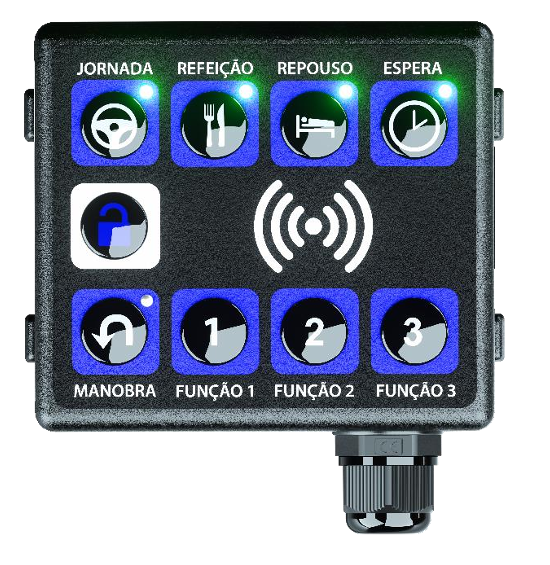 JORNADA REFEIÇÃO REPOUSO ESPERA
1 2 3
MANOBRA FUNÇÃO 1 FUNÇÃO 2 FUNÇÃO 3